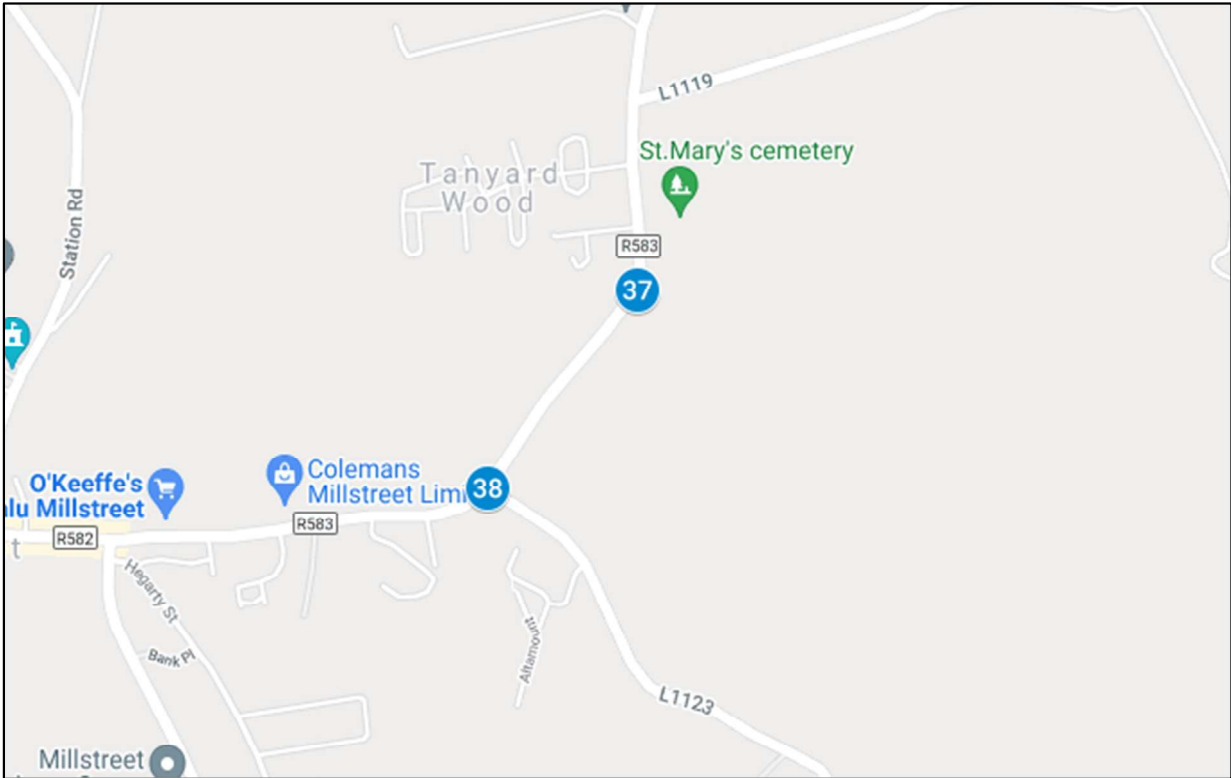 L1119
St.Mary's cemetery
Tanyard
Wood
Station Rd
R583
37
O'Keeffe's
lu Millstreet
Colemans
Millstreet Limi
38
R583
R582
t
Hegarty St
Bank Pl
Altamount
L1123
Millstreet